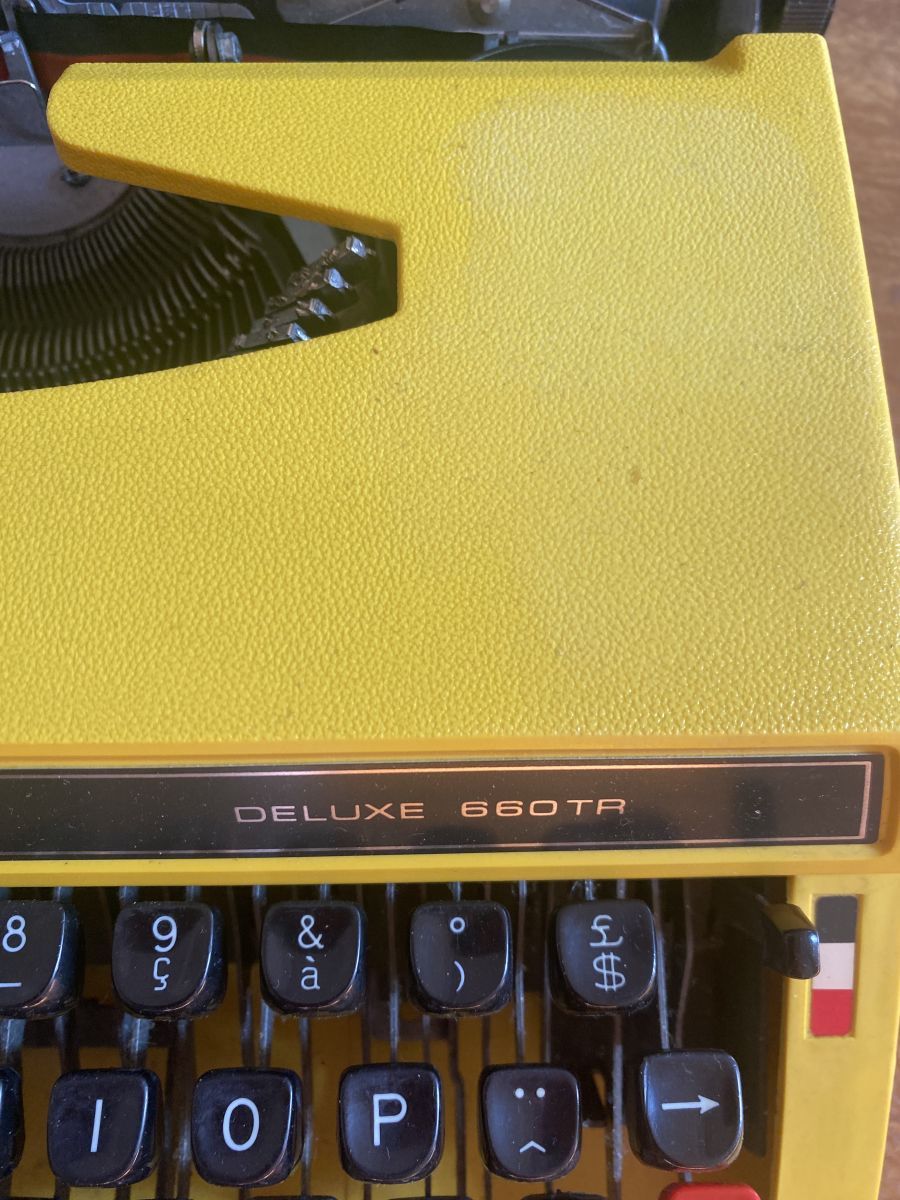 DELUXE 660TR
8 9 & ° £
_ ç à ) $
I O P ¨ →
^